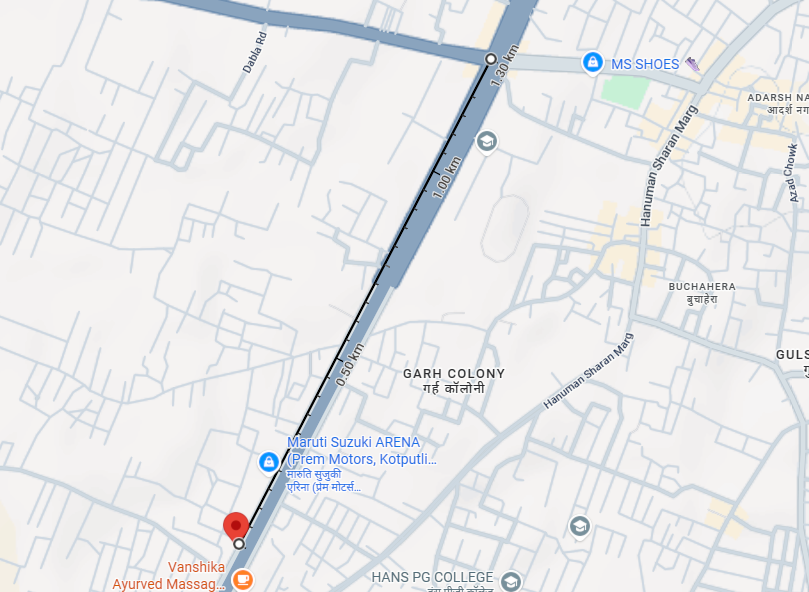 Dabla Rd
1.30 km
MS SHOES
ADARSH NA
आदर्श नग
Hanuman Sharan Marg
Azad Chowk
1.00 km
BUCHAHERA
बुचाहेरा
GULS
0.50 km
GARH COLONY
गर्ह कॉलोनी
Hanuman Sharan Marg
Maruti Suzuki ARENA
(Prem Motors, Kotputli...
मारुति सुजुकी
एरिना (प्रेम मोटर्स...
Vanshika
Ayurved Massag...
HANS PG COLLEGE